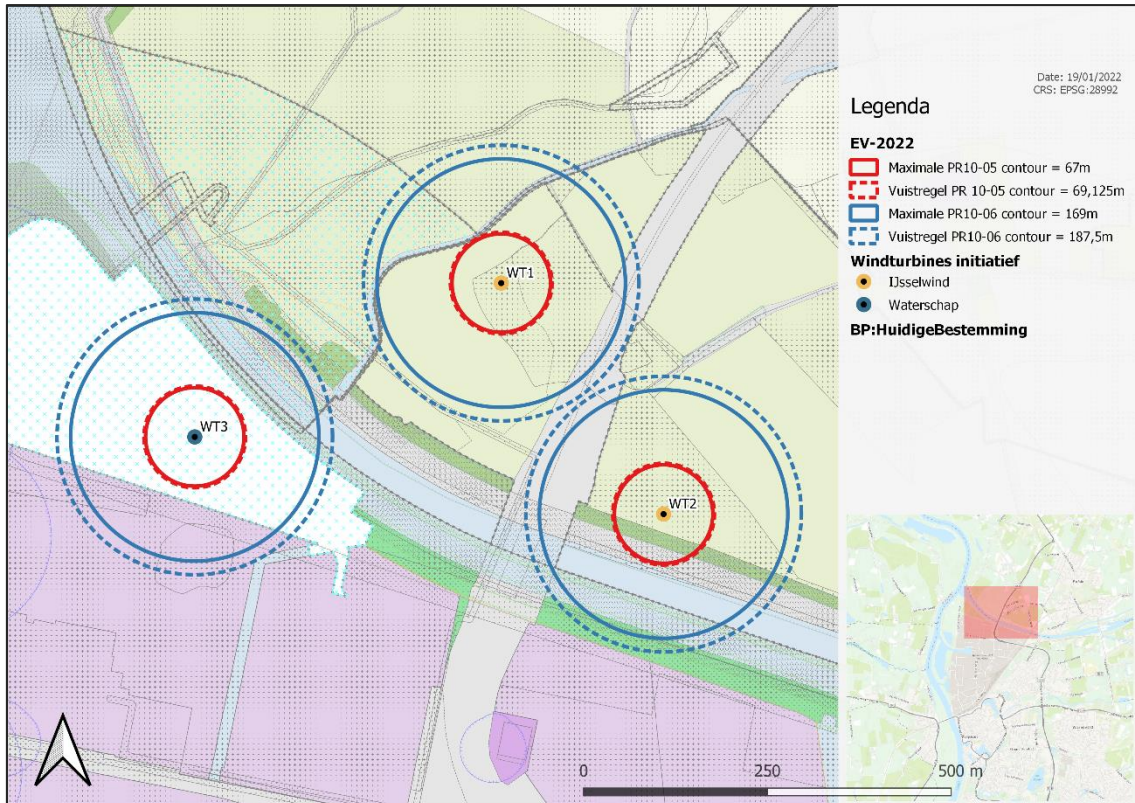 Date: 19/01/2022
CRS: EPSG:28992
Legenda
EV-2022
Maximale PR10-05 contour = 67m
Vuistregel PR 10-05 contour = 69,125m
Maximale PR10-06 contour = 169m
Vuistregel PR10-06 contour = 187,5m
Windturbines initiatief
IJsselwind
Waterschap
BP:HuidigeBestemming
WT1
WT3
WT2
0 250 500 m